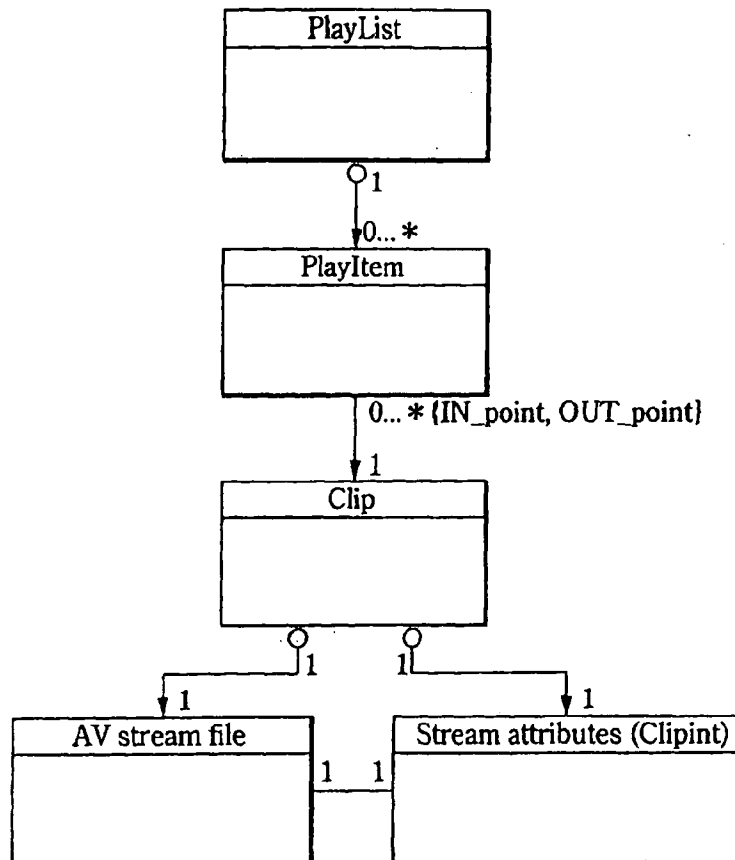 PlayList
1
0... *
PlayItem
0... * {IN_point, OUT_point}
1
Clip
1 1
1 1
AV stream file Stream attributes (Clipint)
1 1